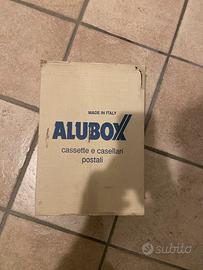 MADE IN ITALY
ALUBOX
cassette e casellari
postali
subito